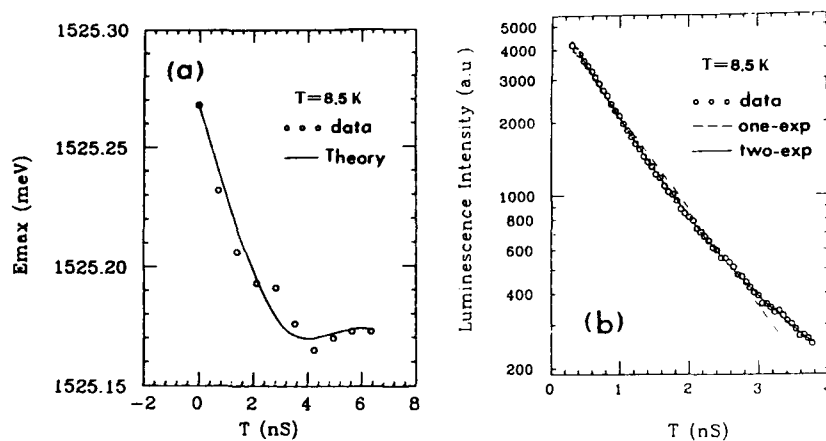 (a)
T=8.5 K
data
Theory
1525.30
1525.25
1525.20
1525.15
Emax (meV)
-2 0 2 4 6 8
T (nS)
(b)
T=8.5 K
data
one-exp
two-exp
5000
4000
3000
2000
1000
800
600
400
200
Luminescence Intensity (a.u)
0 1 2 3 4
T (nS)